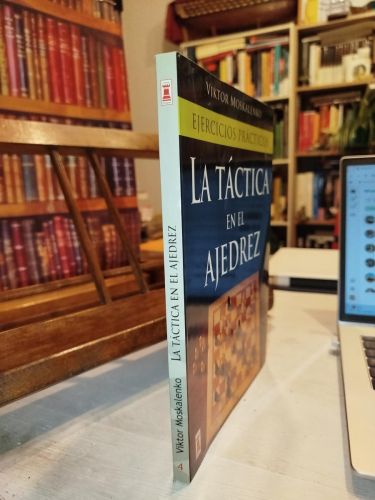 VIKTOR MOSKALENKO
EJERCICIOS PRÁCTICOS
LA TÁCTICA
EN EL
AJEDREZ
Viktor Moskalenko LA TÁCTICA EN EL AJEDREZ
4